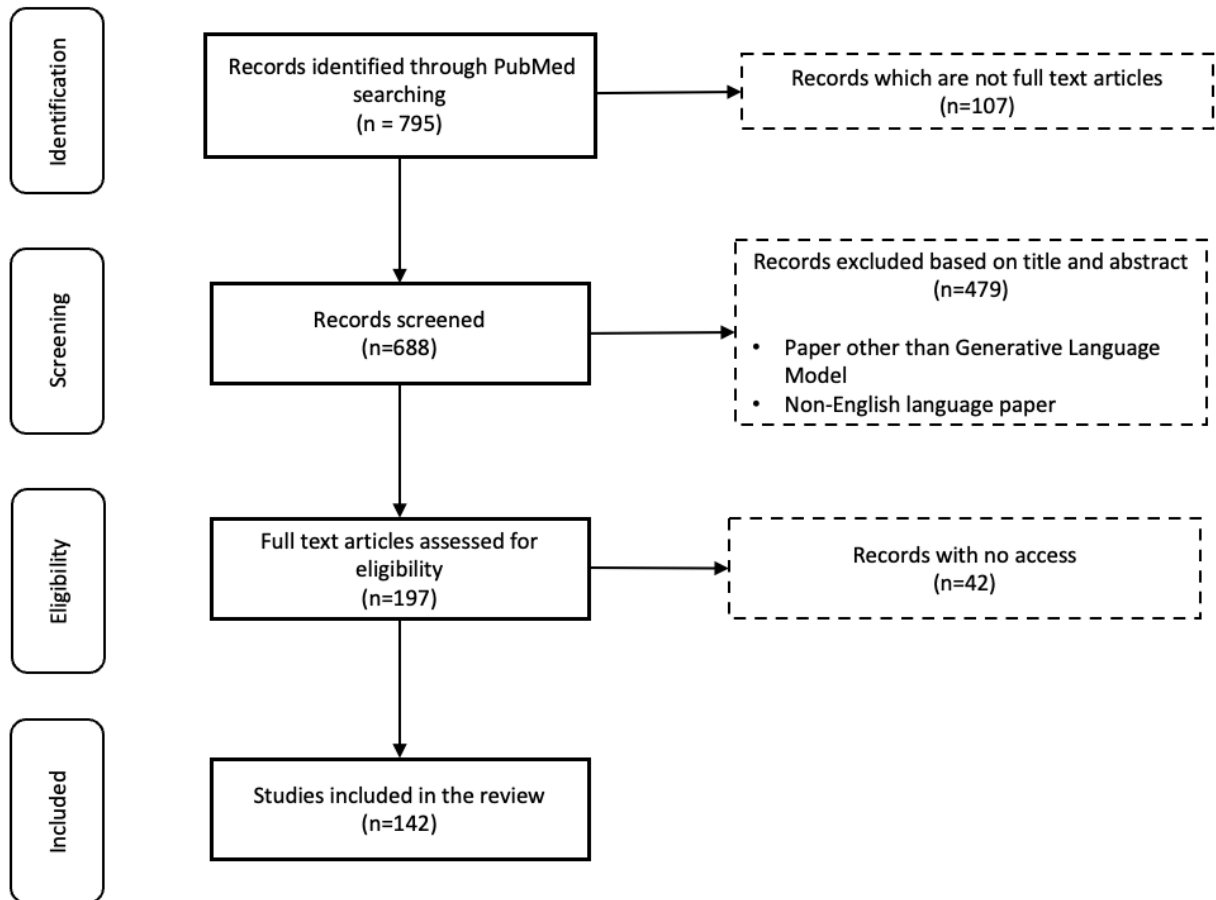 Identification
Records identified through PubMed
searching
(n = 795)
Records which are not full text articles
(n=107)
Screening
Records screened
(n=688)
Records excluded based on title and abstract
(n=479)
• Paper other than Generative Language
Model
• Non-English language paper
Eligibility
Full text articles assessed for
eligibility
(n=197)
Records with no access
(n=42)
Included
Studies included in the review
(n=142)